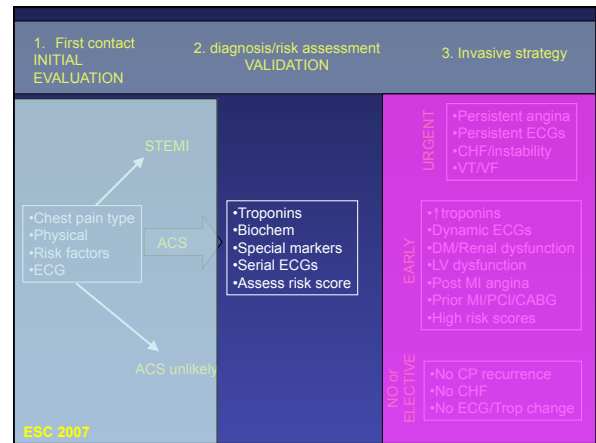 1. First contact
INITIAL
EVALUATION
2. diagnosis/risk assessment
VALIDATION
3. Invasive strategy
STEMI
•Chest pain type
•Physical
•Risk factors
•ECG
ACS
ACS unlikely
•Troponins
•Biochem
•Special markers
•Serial ECGs
•Assess risk score
URGENT
•Persistent angina
•Persistent ECGs
•CHF/instability
•VT/VF
EARLY
•↑troponins
•Dynamic ECGs
•DM/Renal dysfunction
•LV dysfunction
•Post MI angina
•Prior MI/PCI/CABG
•High risk scores
NO or
ELECTIVE
•No CP recurrence
•No CHF
•No ECG/Trop change
ESC 2007